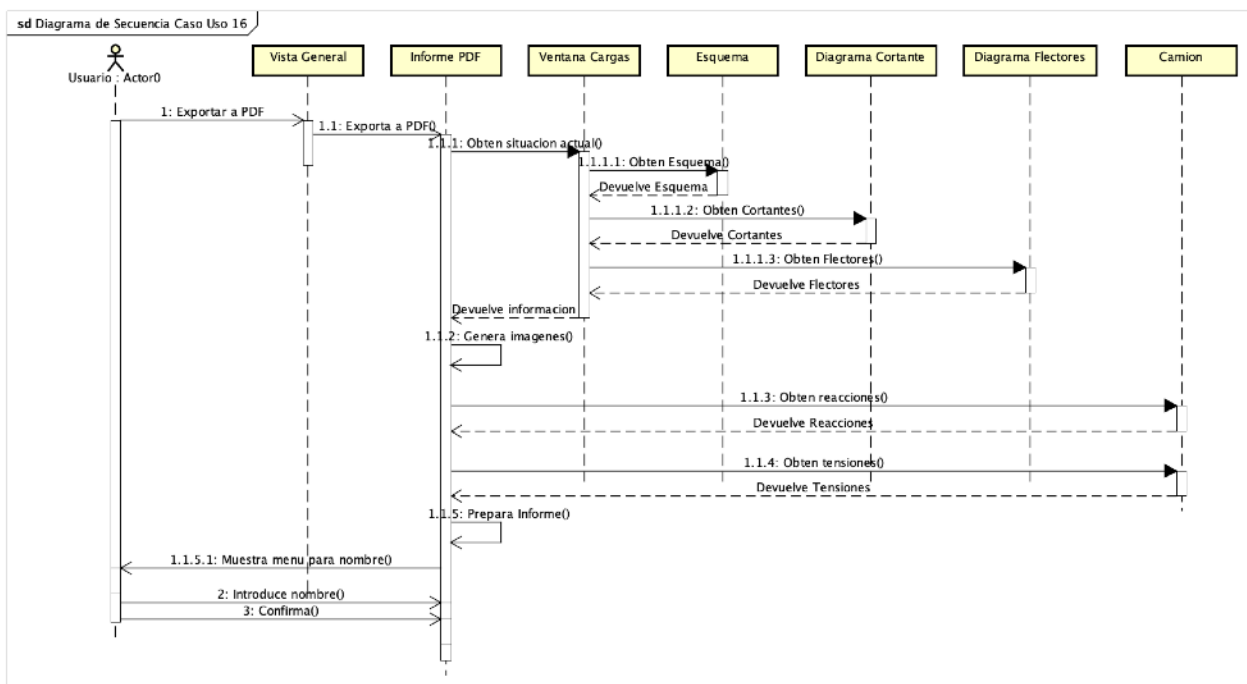 sd Diagrama de Secuencia Caso Uso 16
Usuario : Actor0
Vista General
Informe PDF
Ventana Cargas
Esquema
Diagrama Cortante
Diagrama Flectores
Camion
1: Exportar a PDF
1.1: Exporta a PDF()
1.1.1: Obten situacion actual()
1.1.1.1: Obten Esquema()
Devuelve Esquema
1.1.1.2: Obten Cortantes()
Devuelve Cortantes
1.1.1.3: Obten Flectores()
Devuelve Flectores
Devuelve informacion
1.1.2: Genera imagenes()
1.1.3: Obten reacciones()
Devuelve Reacciones
1.1.4: Obten tensiones()
Devuelve Tensiones
1.1.5: Prepara Informe()
1.1.5.1: Muestra menu para nombre()
2: Introduce nombre()
3: Confirma()